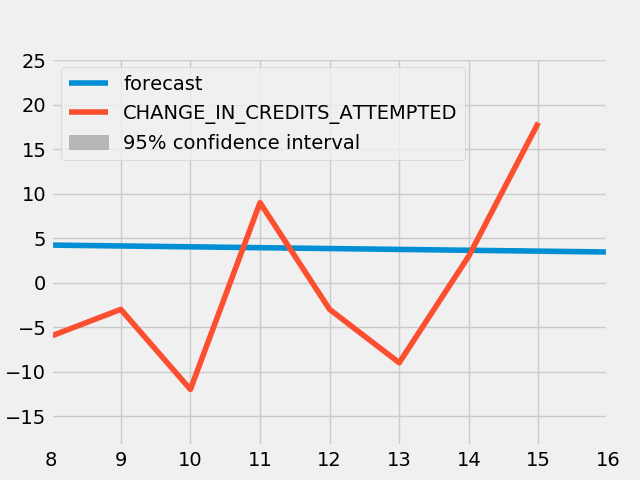 25
20
15
10
5
0
−5
−10
−15
forecast
CHANGE_IN_CREDITS_ATTEMPTED
95% confidence interval
8 9 10 11 12 13 14 15 16